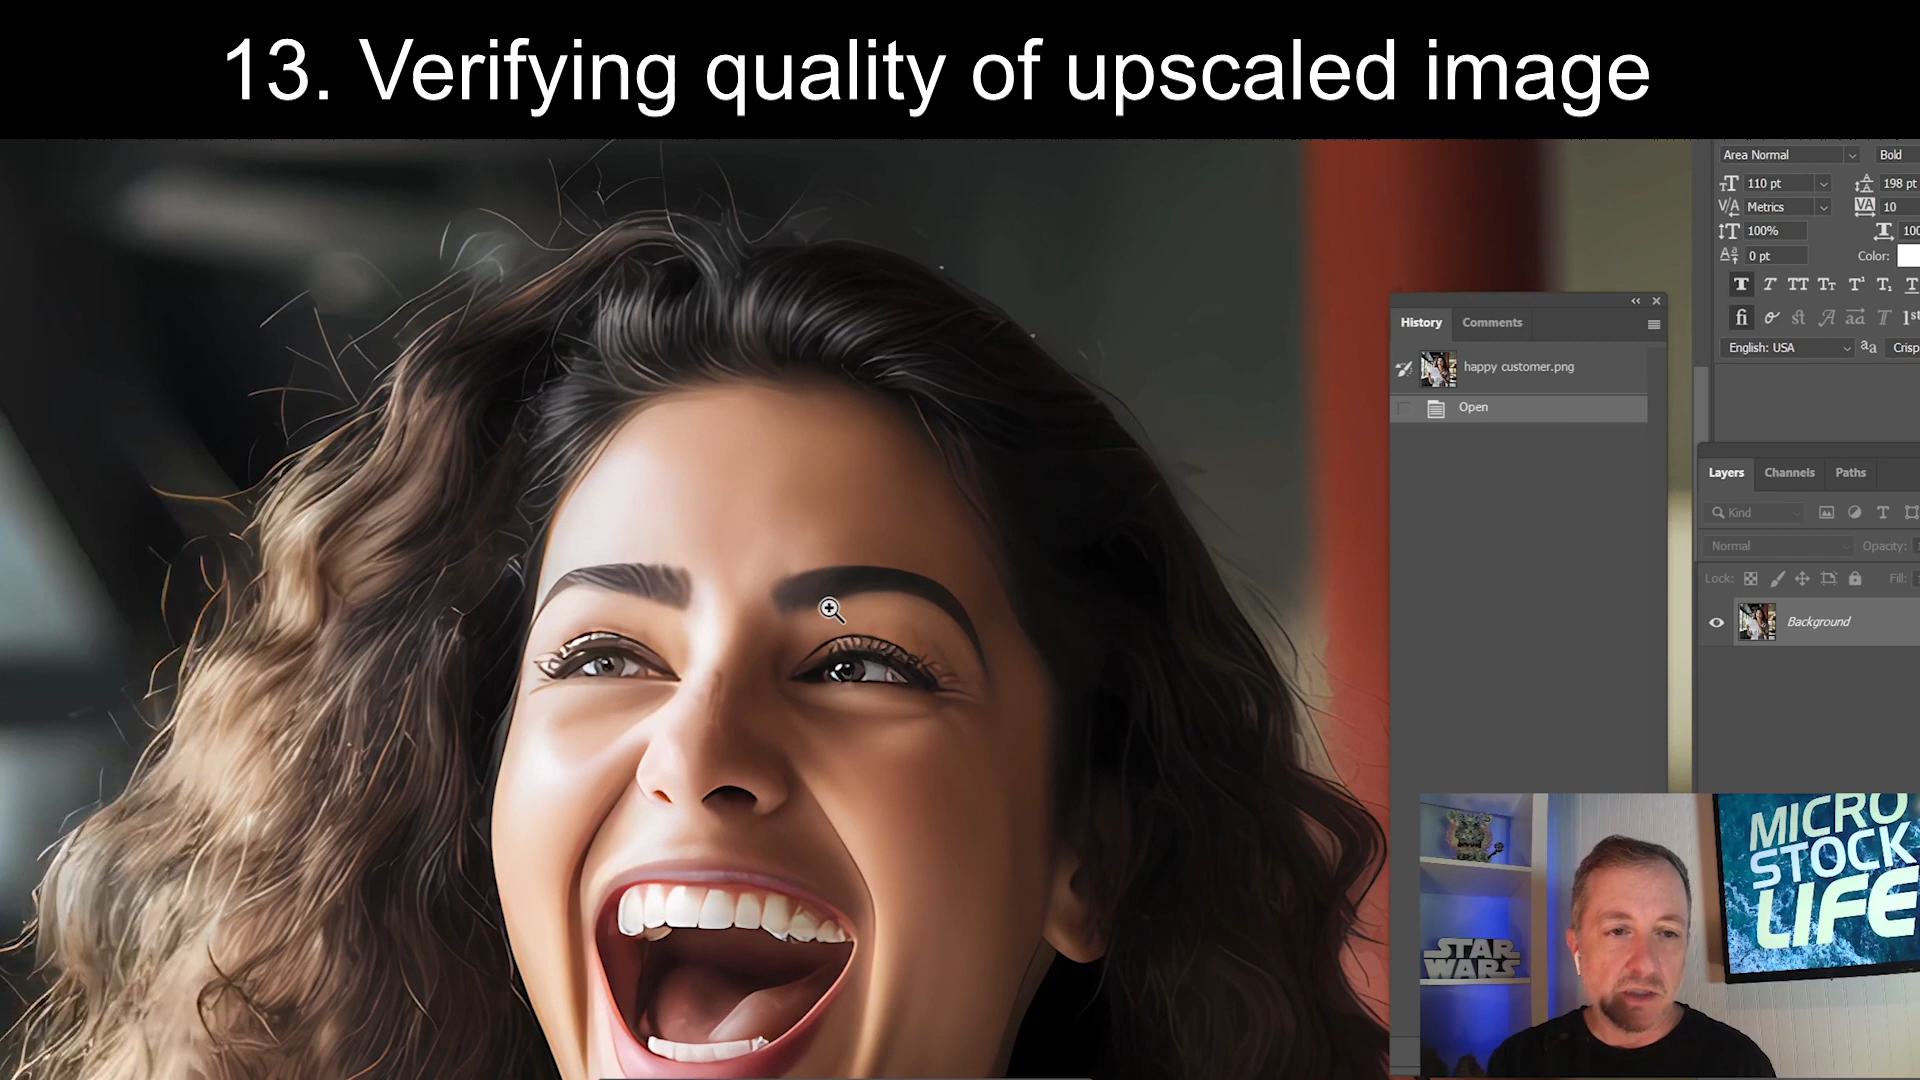 13. Verifying quality of upscaled image
Area Normal
Bold
110 pt
198 pt
Metrics
10
100%
0 pt
Color:
English: USA
aa
Crisp
History
Comments
happy customer.png
Open
Layers
Channels
Paths
Kind
Normal
Opacity:
Lock:
Fill:
Background
MICRO
STOCK
LIFE
STAR
WARS